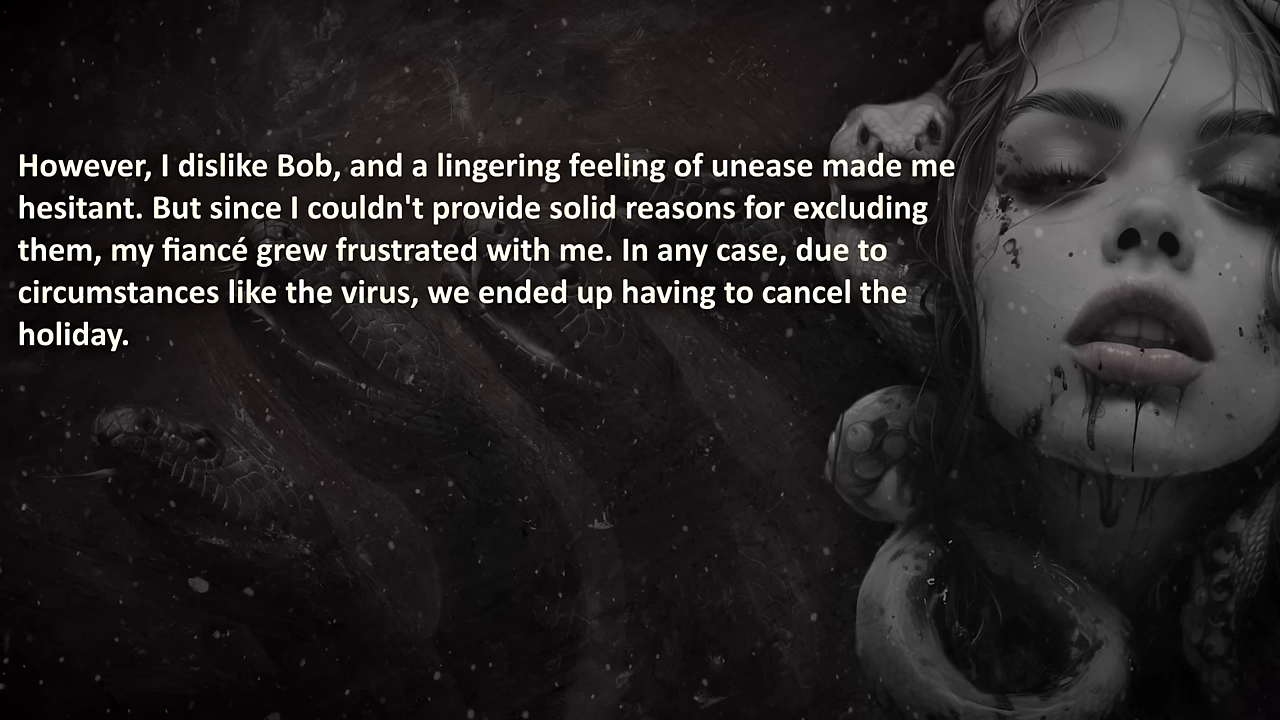 However, I dislike Bob, and a lingering feeling of unease made me
hesitant. But since I couldn't provide solid reasons for excluding
them, my fiancé grew frustrated with me. In any case, due to
circumstances like the virus, we ended up having to cancel the
holiday.